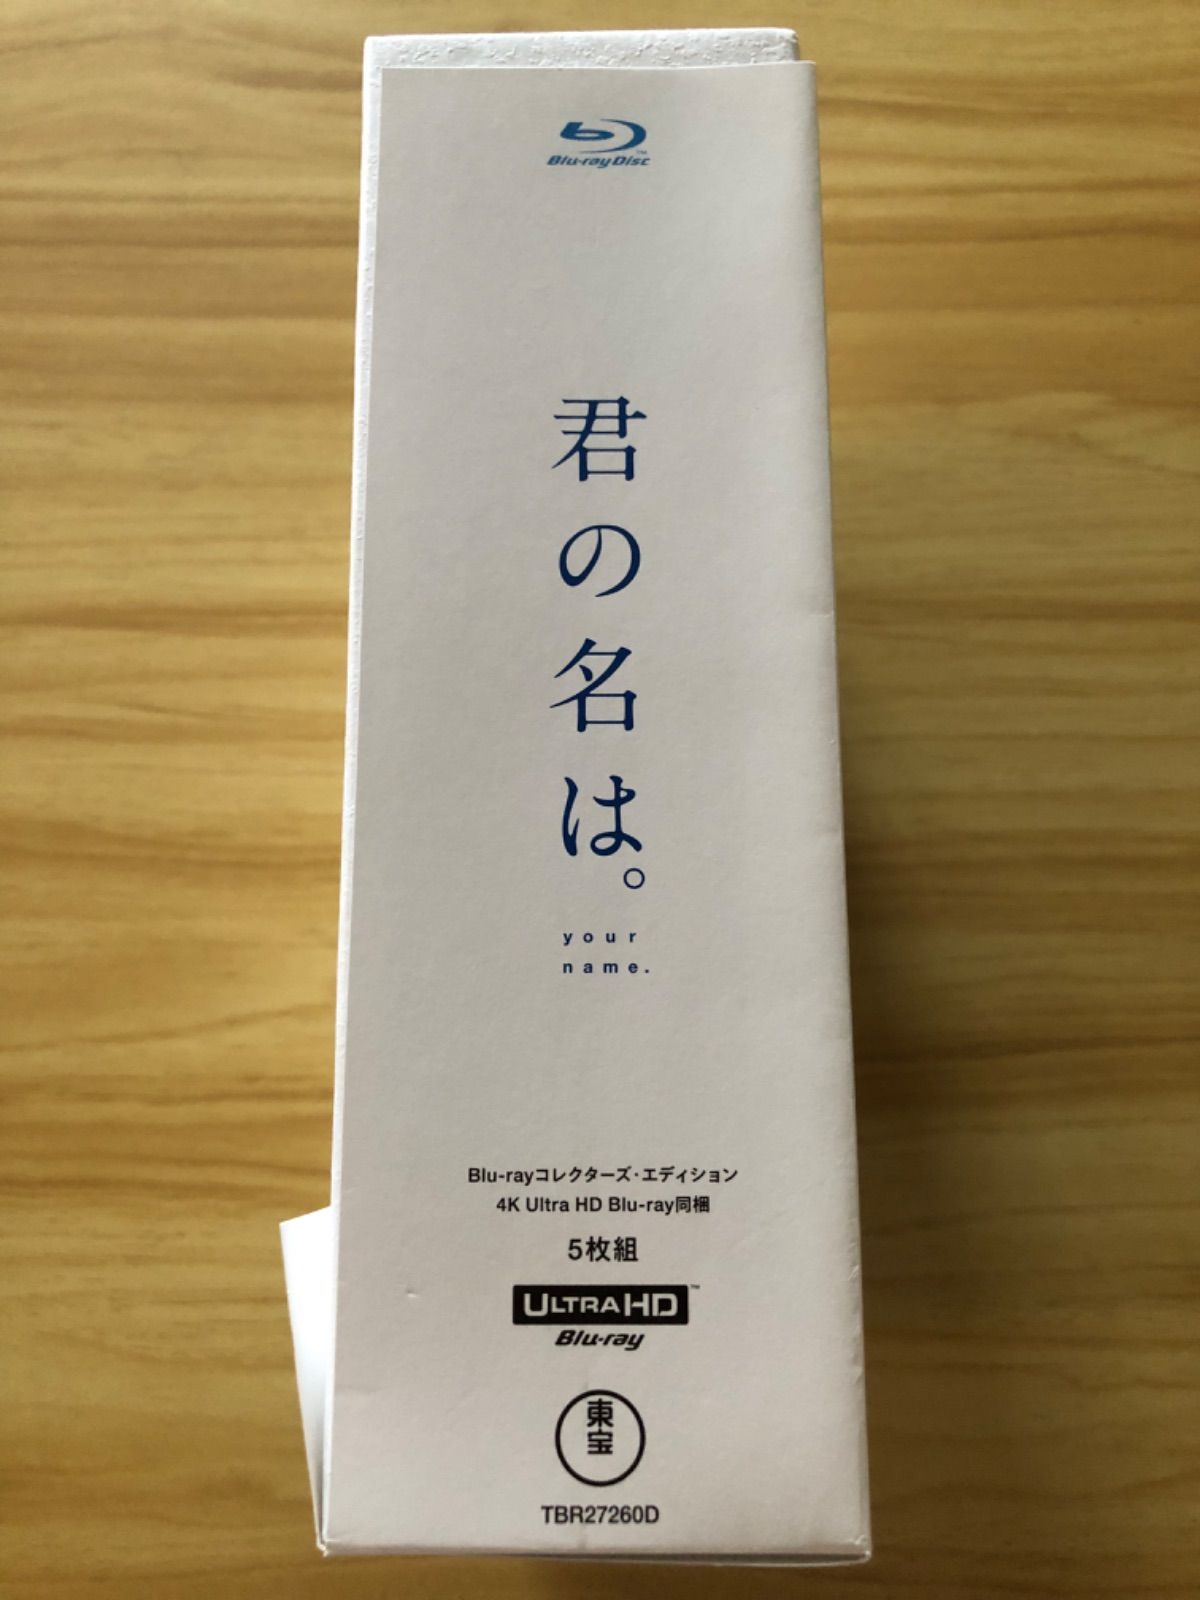 Blu-ray Disc™
君の名は。
your
name.
Blu-rayコレクターズ・エディション
4K Ultra HD Blu-ray同梱
5枚組
ULTRA HD™
Blu-ray
東宝
TBR27260D